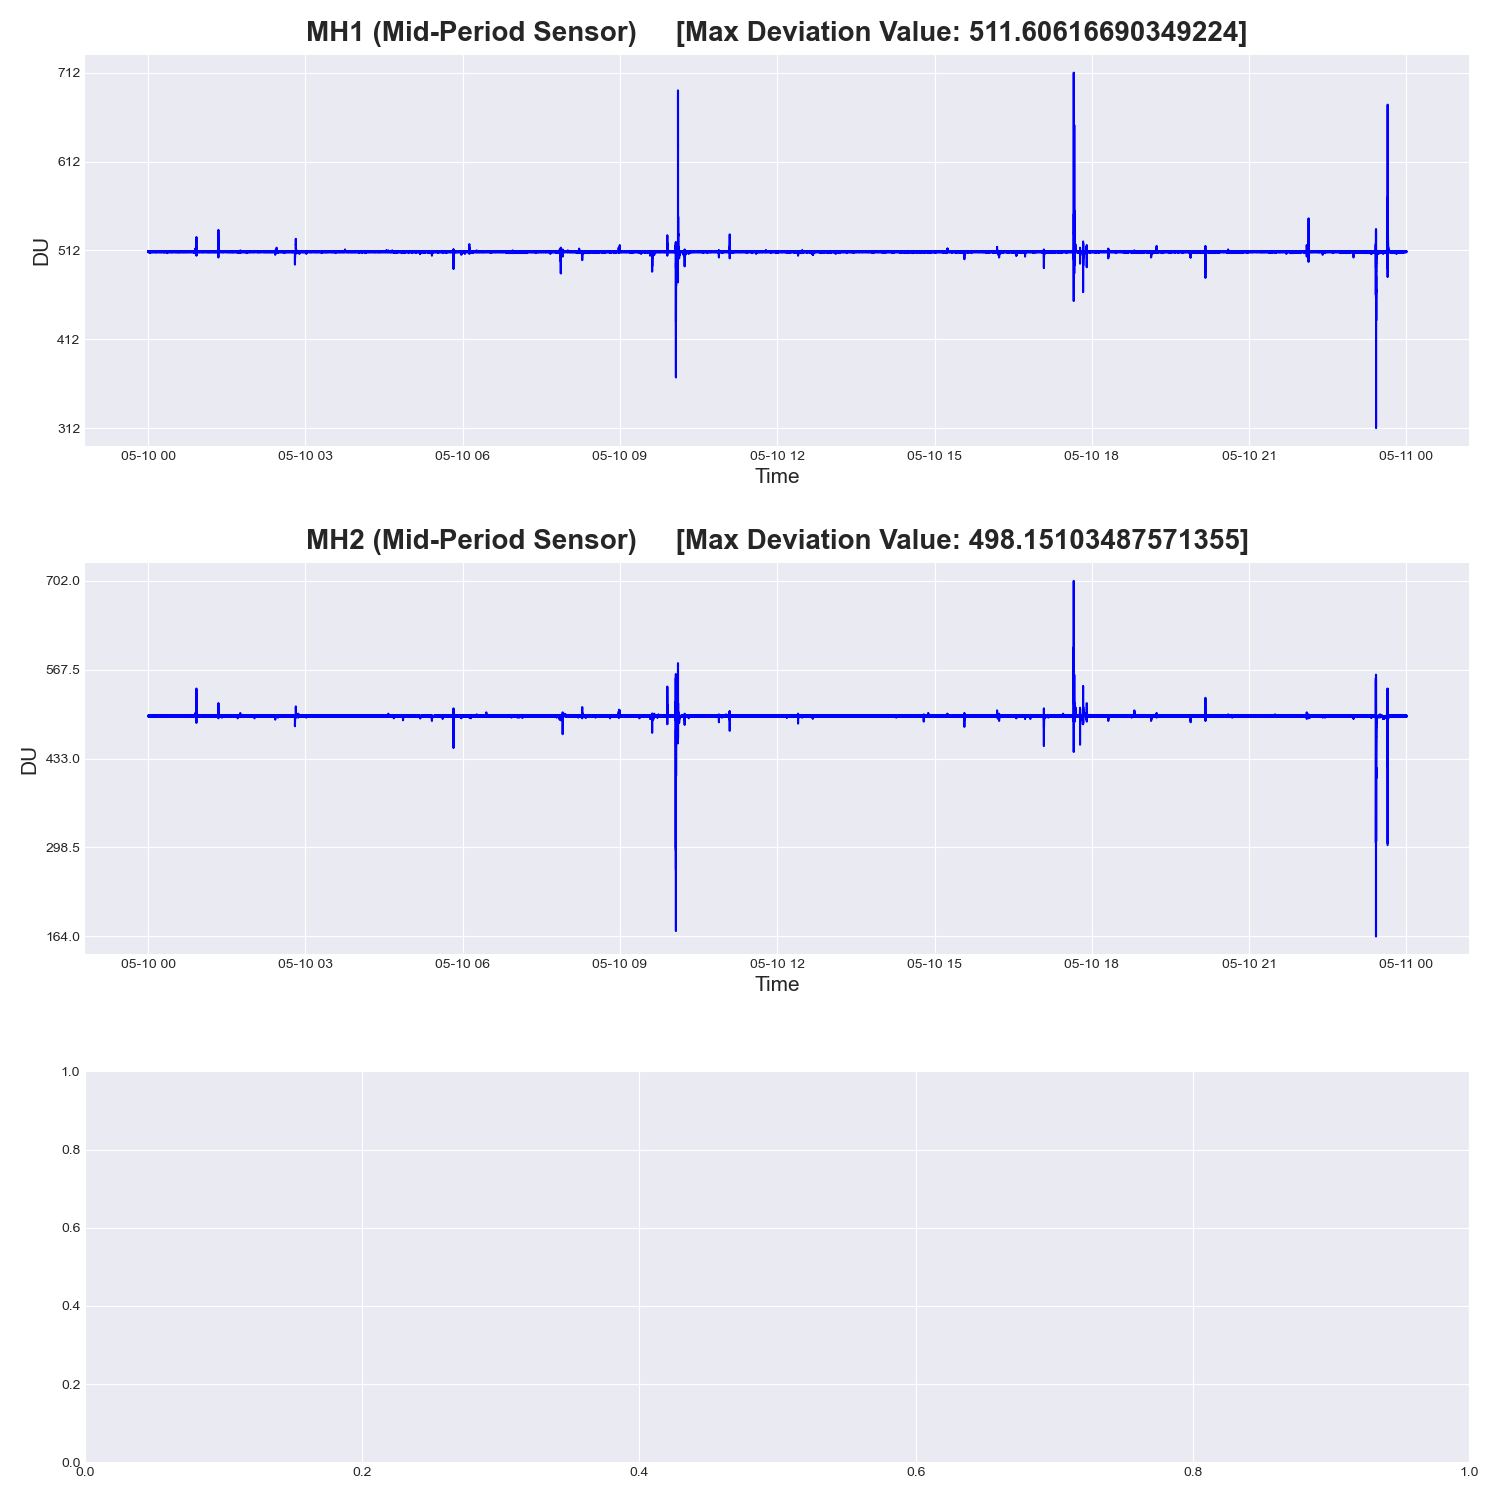 MH1 (Mid-Period Sensor) [Max Deviation Value: 511.60616690349224]
712
612
512
412
312
DU
05-10 00 05-10 03 05-10 06 05-10 09 05-10 12 05-10 15 05-10 18 05-10 21 05-11 00
Time
MH2 (Mid-Period Sensor) [Max Deviation Value: 498.15103487571355]
702.0
567.5
433.0
298.5
164.0
DU
05-10 00 05-10 03 05-10 06 05-10 09 05-10 12 05-10 15 05-10 18 05-10 21 05-11 00
Time
1.0
0.8
0.6
0.4
0.2
0.0
0.0 0.2 0.4 0.6 0.8 1.0